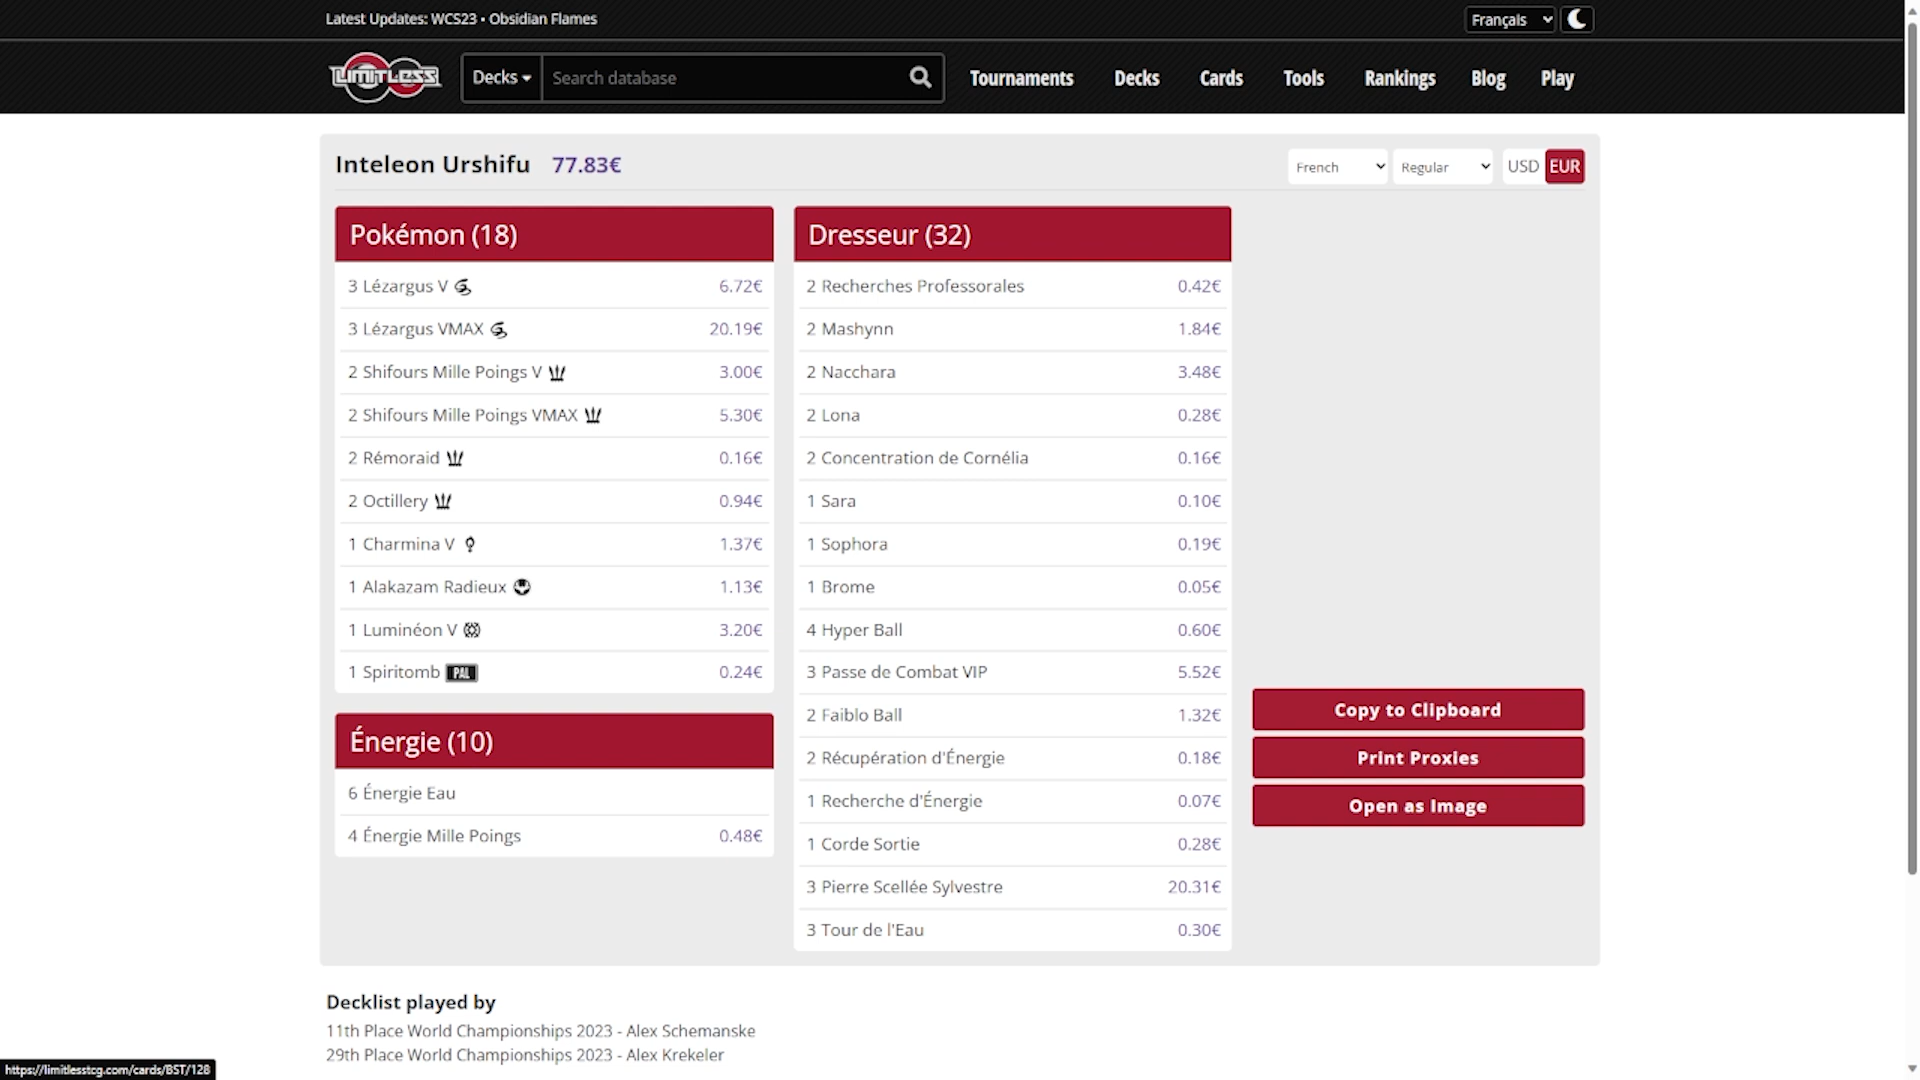 Latest Updates: WCS23 • Obsidian Flames
Français
LIMITLESS
Decks
Search database
Tournaments
Decks
Cards
Tools
Rankings
Blog
Play
Inteleon Urshifu 77.83€
French
Regular
USD
EUR
Pokémon (18)
3 Lézargus V 6.72€
3 Lézargus VMAX 20.19€
2 Shifours Mille Poings V 3.00€
2 Shifours Mille Poings VMAX 5.30€
2 Rémoraid 0.16€
2 Octillery 0.94€
1 Charmina V 1.37€
1 Alakazam Radieux 1.13€
1 Luminéon V 3.20€
1 Spiritomb PAL 0.24€
Énergie (10)
6 Énergie Eau
4 Énergie Mille Poings 0.48€
Dresseur (32)
2 Recherches Professorales 0.42€
2 Mashynn 1.84€
2 Nacchara 3.48€
2 Lona 0.28€
2 Concentration de Cornélia 0.16€
1 Sara 0.10€
1 Sophora 0.19€
1 Brome 0.05€
4 Hyper Ball 0.60€
3 Passe de Combat VIP 5.52€
2 Faiblo Ball 1.32€
2 Récupération d'Énergie 0.18€
1 Recherche d'Énergie 0.07€
1 Corde Sortie 0.28€
3 Pierre Scellée Sylvestre 20.31€
3 Tour de l'Eau 0.30€
Copy to Clipboard
Print Proxies
Open as Image
Decklist played by
11th Place World Championships 2023 - Alex Schemanske
29th Place World Championships 2023 - Alex Krekeler
https://limitlesstcg.com/cards/BST/128